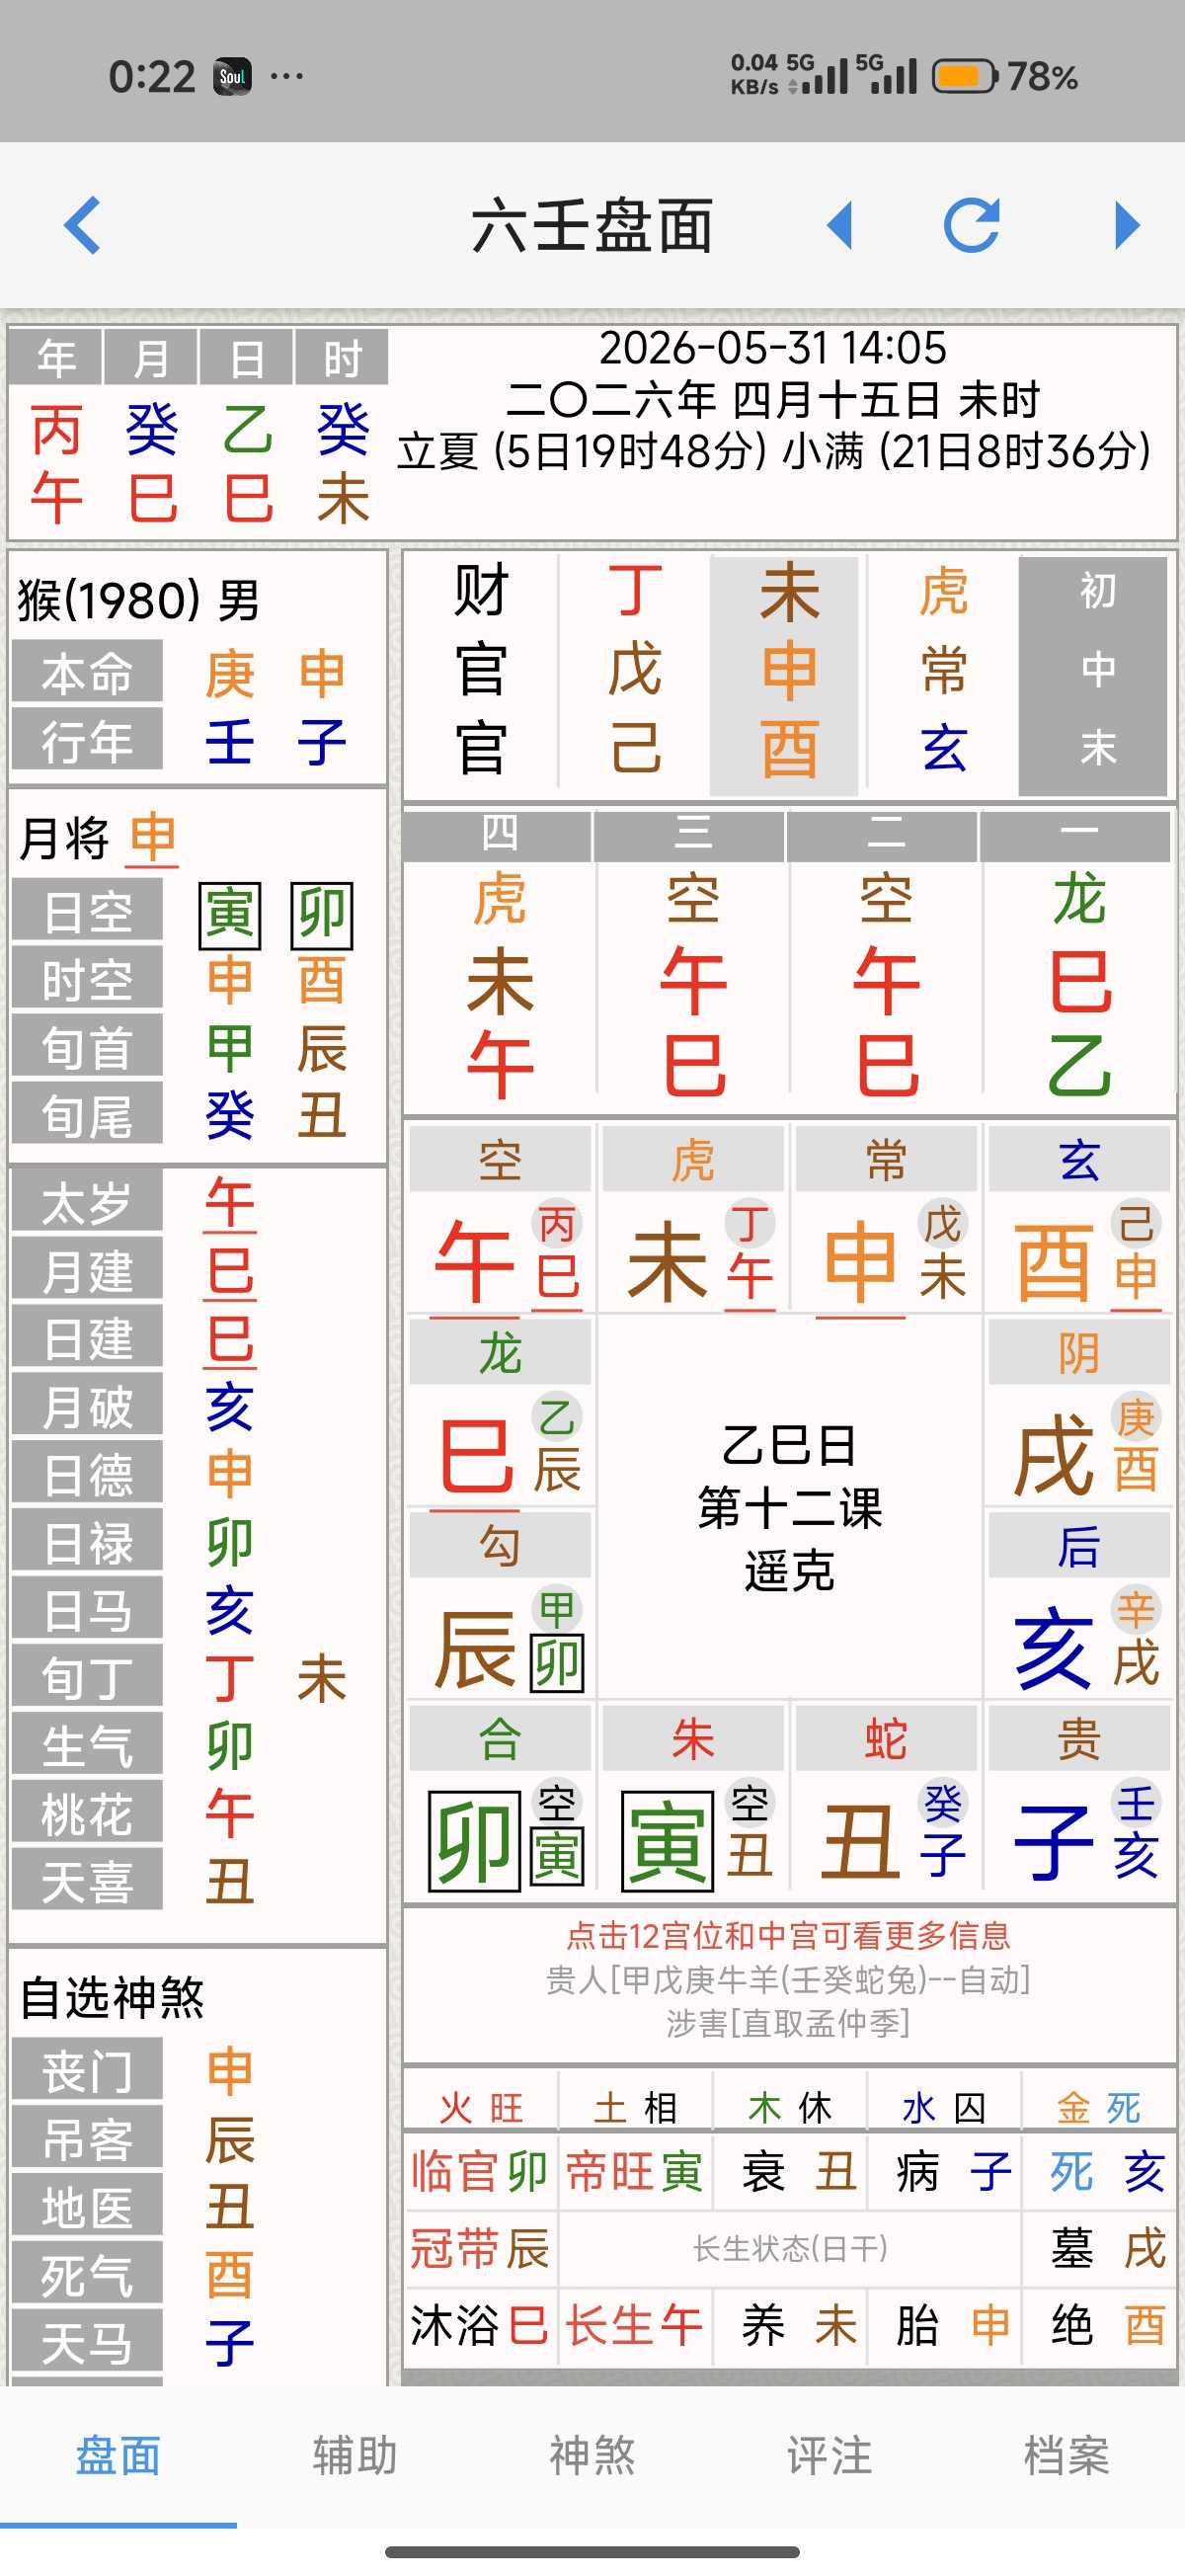 0:22 Soul ... 0.04 KB/s 5G 5G 78%
六壬盘面
年 月 日 时
丙 癸 乙 癸
午 巳 巳 未
2026-05-31 14:05
二〇二六年 四月十五日 未时
立夏 (5日19时48分) 小满 (21日8时36分)
猴(1980) 男
本命 庚 申
行年 壬 子
月将 申
日空 寅 卯
时空 申 酉
旬首 甲 辰
旬尾 癸 丑
太岁 午
月建 巳
日建 巳
月破 亥
日德 申
日禄 卯
日马 亥
旬丁 丁 未
生气 卯
桃花 午
天喜 丑
自选神煞
丧门 申
吊客 辰
地医 丑
死气 酉
天马 子
财 丁 未 虎 初
官 戊 申 常 中
官 己 酉 玄 末
四 三 二 一
虎 空 空 龙
未 午 午 巳
午 巳 巳 乙
空 虎 常 玄
午 丙 巳 未 丁 午 申 戊 未 酉 己 申
龙 阴
巳 乙 辰 戌 庚 酉
勾 后
辰 甲 卯 亥 辛 戌
乙巳日
第十二课
遥克
合 朱 蛇 贵
卯 空 寅 寅 空 丑 丑 癸 子 子 壬 亥
点击12宫位和中宫可看更多信息
贵人[甲戊庚牛羊(壬癸蛇兔)--自动]
涉害[直取孟仲季]
火 旺 土 相 木 休 水 囚 金 死
临官 卯 帝旺 寅 衰 丑 病 子 死 亥
冠带 辰 长生状态(日干) 墓 戌
沐浴 巳 长生 午 养 未 胎 申 绝 酉
盘面 辅助 神煞 评注 档案